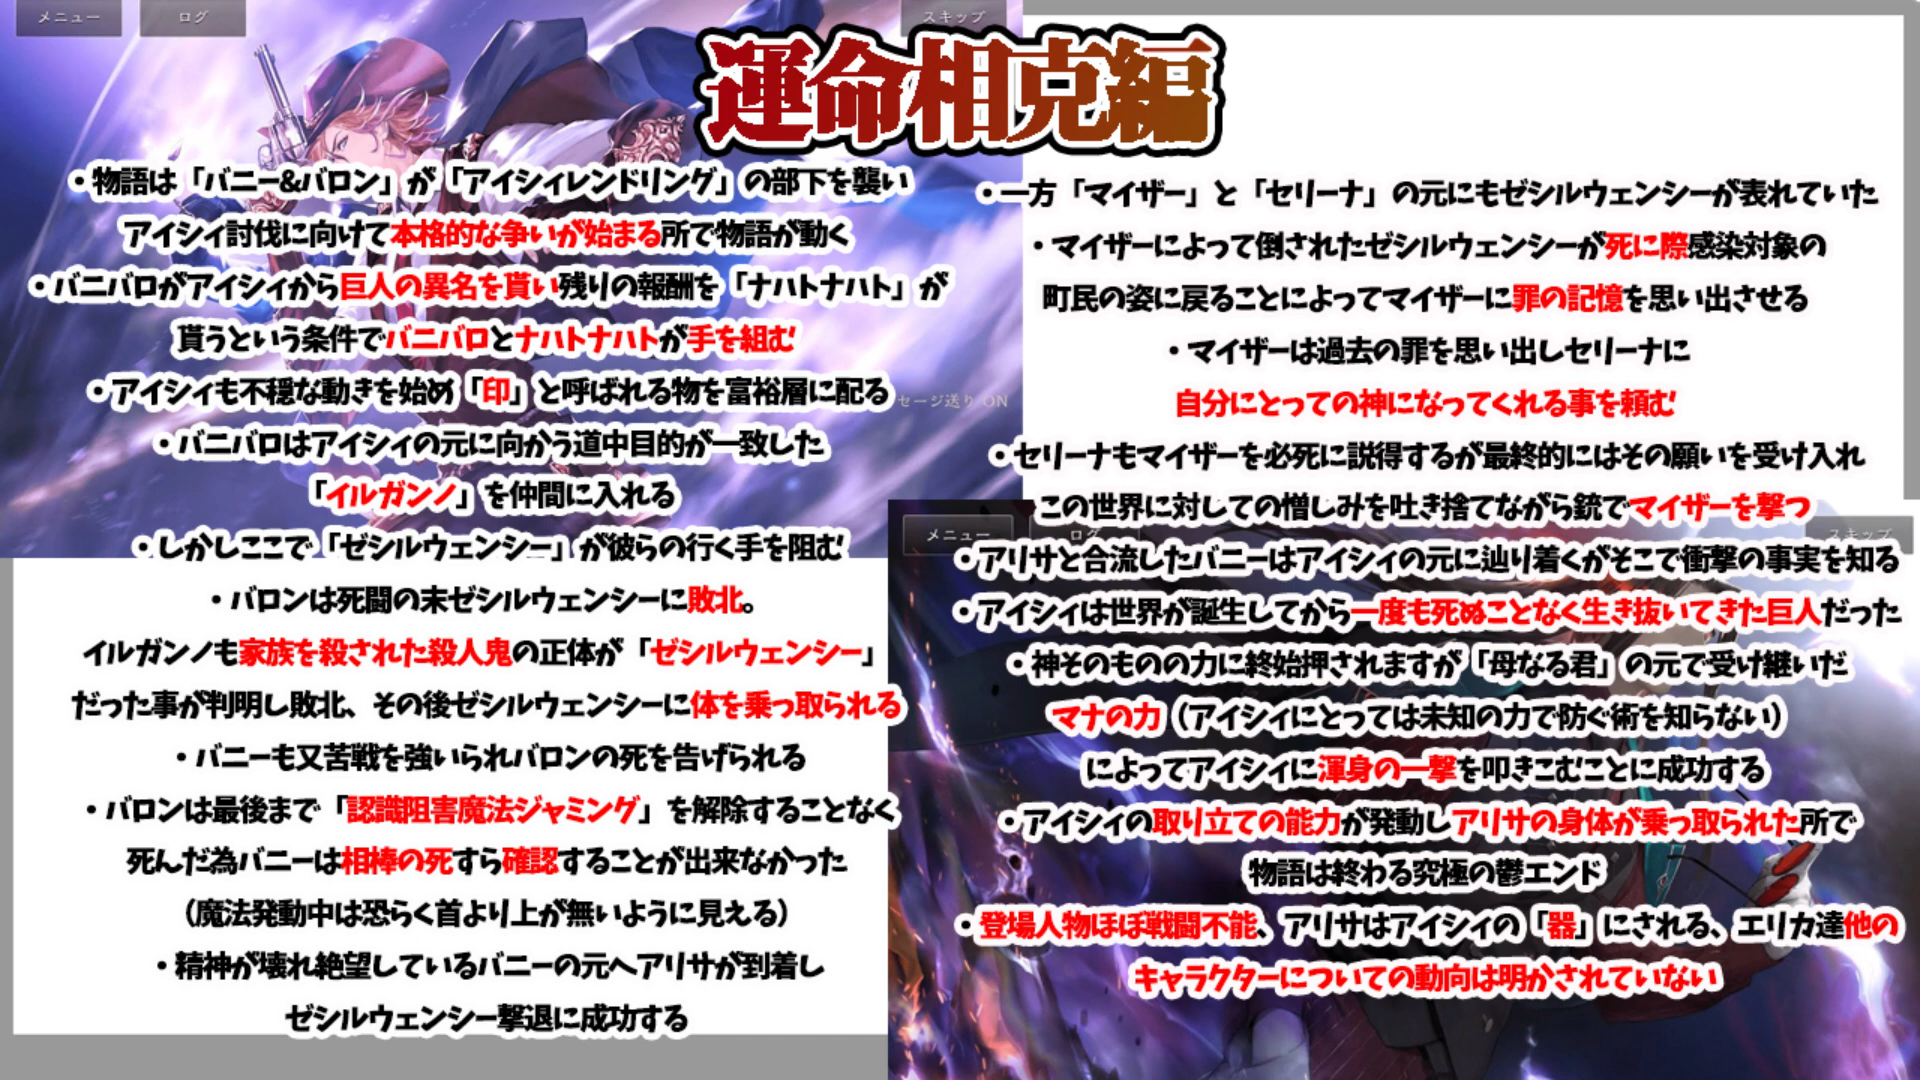 メニュー
ログ
スキップ
運命相克編
・物語は「バニー&バロン」が「アイシィレンドリング」の部下を襲い
アイシィ討伐に向けて本格的な争いが始まる所で物語が動く
・バニバロがアイシィから巨人の異名を貰い残りの報酬を「ナハトナハト」が
貰うという条件でバニバロとナハトナハトが手を組む
・アイシィも不穏な動きを始め「印」と呼ばれる物を富裕層に配る
セージ送り ON
・バニバロはアイシィの元に向かう道中目的が一致した
「イルガンノ」を仲間に入れる
・しかしここで「ゼシルウェンシー」が彼らの行く手を阻む
・バロンは死闘の末ゼシルウェンシーに敗北。
イルガンノも家族を殺された殺人鬼の正体が「ゼシルウェンシー」
だった事が判明し敗北、その後ゼシルウェンシーに体を乗っ取られる
・バニーも又苦戦を強いられバロンの死を告げられる
・バロンは最後まで「認識阻害魔法ジャミング」を解除することなく
死んだ為バニーは相棒の死すら確認することが出来なかった
（魔法発動中は恐らく首より上が無いように見える）
・精神が壊れ絶望しているバニーの元へアリサが到着し
ゼシルウェンシー撃退に成功する
・一方「マイザー」と「セリーナ」の元にもゼシルウェンシーが表れていた
・マイザーによって倒されたゼシルウェンシーが死に際感染対象の
町民の姿に戻ることによってマイザーに罪の記憶を思い出させる
・マイザーは過去の罪を思い出しセリーナに
自分にとっての神になってくれる事を頼む
・セリーナもマイザーを必死に説得するが最終的にはその願いを受け入れ
この世界に対しての憎しみを吐き捨てながら銃でマイザーを撃つ
メニュー
ログ
スキップ
・アリサと合流したバニーはアイシィの元に辿り着くがそこで衝撃の事実を知る
・アイシィは世界が誕生してから一度も死ぬことなく生き抜いてきた巨人だった
・神そのものの力に終始押されますが「母なる君」の元で受け継いだ
マナの力（アイシィにとっては未知の力で防ぐ術を知らない）
によってアイシィに渾身の一撃を叩きこむことに成功する
・アイシィの取り立ての能力が発動しアリサの身体が乗っ取られた所で
物語は終わる究極の鬱エンド
・登場人物ほぼ戦闘不能、アリサはアイシィの「器」にされる、エリカ達他の
キャラクターについての動向は明かされていない